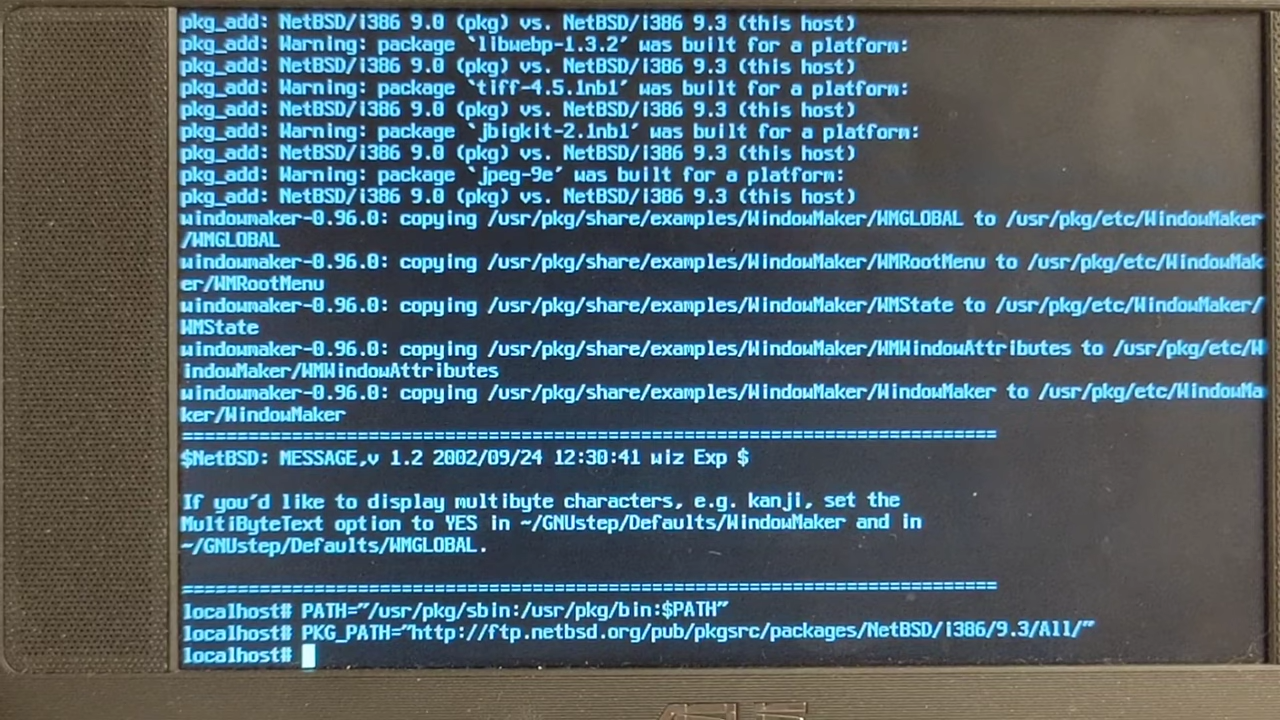 pkg_add: NetBSD/i386 9.0 (pkg) vs. NetBSD/i386 9.3 (this host)
pkg_add: Warning: package `libwebp-1.3.2' was built for a platform:
pkg_add: NetBSD/i386 9.0 (pkg) vs. NetBSD/i386 9.3 (this host)
pkg_add: Warning: package `tiff-4.5.1nb1' was built for a platform:
pkg_add: NetBSD/i386 9.0 (pkg) vs. NetBSD/i386 9.3 (this host)
pkg_add: Warning: package `jbigkit-2.1nb1' was built for a platform:
pkg_add: NetBSD/i386 9.0 (pkg) vs. NetBSD/i386 9.3 (this host)
pkg_add: Warning: package `jpeg-9e' was built for a platform:
pkg_add: NetBSD/i386 9.0 (pkg) vs. NetBSD/i386 9.3 (this host)
windowmaker-0.96.0: copying /usr/pkg/share/examples/WindowMaker/WMGLOBAL to /usr/pkg/etc/WindowMaker
/WMGLOBAL
windowmaker-0.96.0: copying /usr/pkg/share/examples/WindowMaker/WMRootMenu to /usr/pkg/etc/WindowMak
er/WMRootMenu
windowmaker-0.96.0: copying /usr/pkg/share/examples/WindowMaker/WMState to /usr/pkg/etc/WindowMaker/
WMState
windowmaker-0.96.0: copying /usr/pkg/share/examples/WindowMaker/WMWindowAttributes to /usr/pkg/etc/W
indowMaker/WMWindowAttributes
windowmaker-0.96.0: copying /usr/pkg/share/examples/WindowMaker/WindowMaker to /usr/pkg/etc/WindowMa
ker/WindowMaker
===========================================================================
$NetBSD: MESSAGE,v 1.2 2002/09/24 12:30:41 wiz Exp $
If you'd like to display multibyte characters, e.g. kanji, set the
MultiByteText option to YES in ~/GNUstep/Defaults/WindowMaker and in
~/GNUstep/Defaults/WMGLOBAL.
===========================================================================
localhost# PATH="/usr/pkg/sbin:/usr/pkg/bin:$PATH"
localhost# PKG_PATH="http://ftp.netbsd.org/pub/pkgsrc/packages/NetBSD/i386/9.3/All/"
localhost#